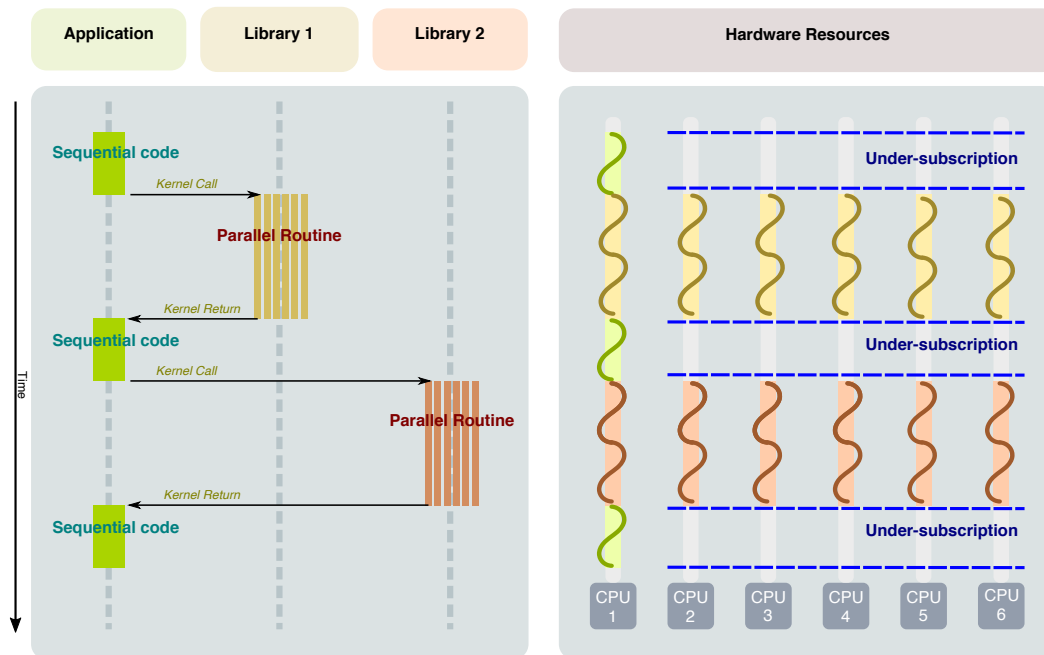 Application
Library 1
Library 2
Hardware Resources
Time
Sequential code
Kernel Call
Parallel Routine
Kernel Return
Sequential code
Kernel Call
Parallel Routine
Kernel Return
Sequential code
Under-subscription
Under-subscription
Under-subscription
CPU
1
CPU
2
CPU
3
CPU
4
CPU
5
CPU
6